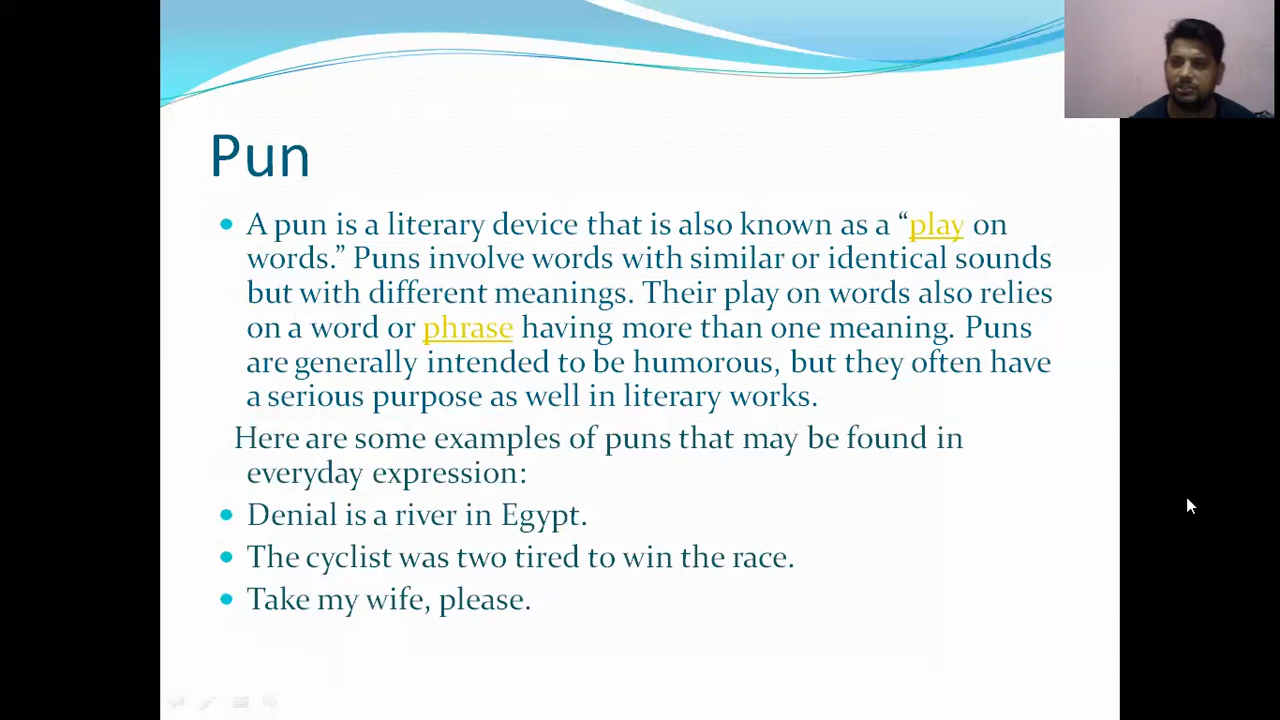 Pun
A pun is a literary device that is also known as a “play on
words.” Puns involve words with similar or identical sounds
but with different meanings. Their play on words also relies
on a word or phrase having more than one meaning. Puns
are generally intended to be humorous, but they often have
a serious purpose as well in literary works.
Here are some examples of puns that may be found in
everyday expression:
Denial is a river in Egypt.
The cyclist was two tired to win the race.
Take my wife, please.